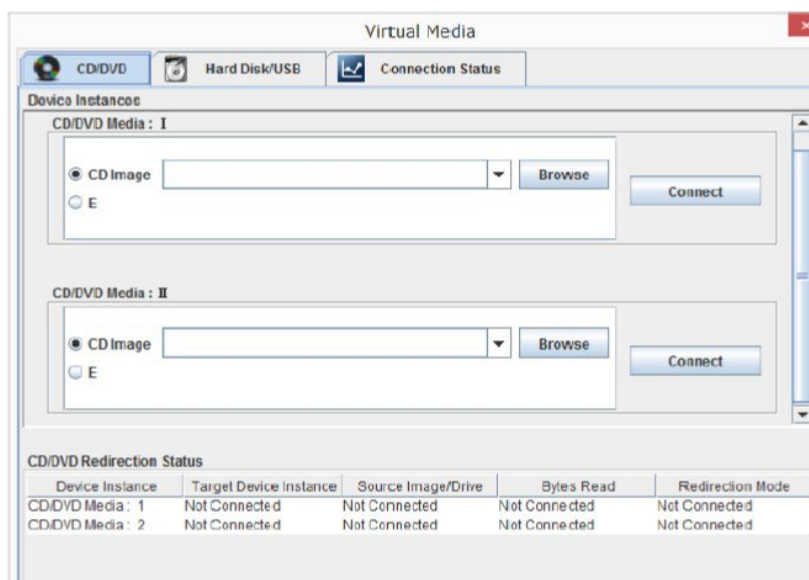 Virtual Media
CD/DVD Hard Disk/USB Connection Status
Device Instances
CD/DVD Media : I
CD Image Browse
Connect
E
CD/DVD Media : II
CD Image Browse
Connect
E
CD/DVD Redirection Status
Device Instance Target Device Instance Source Image/Drive Bytes Read Redirection Mode
CD/DVD Media : 1 Not Connected Not Connected Not Connected Not Connected
CD/DVD Media : 2 Not Connected Not Connected Not Connected Not Connected